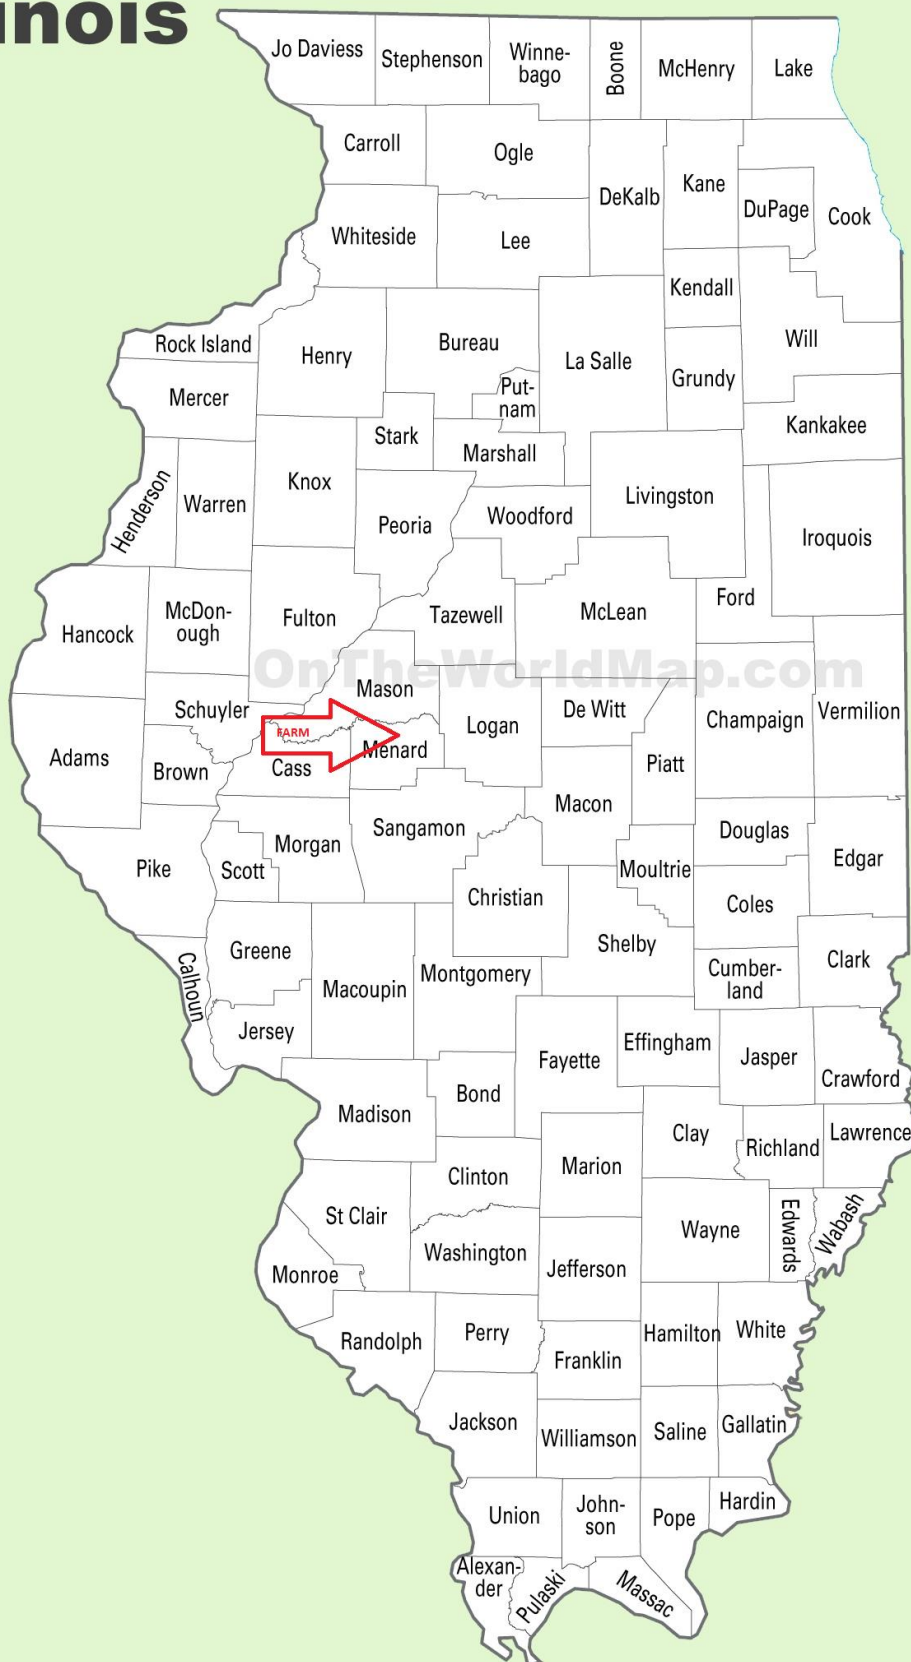 inois
Jo Daviess
Stephenson
Winne-
bago
Boone
McHenry
Lake
Carroll
Ogle
DeKalb
Kane
DuPage
Cook
Whiteside
Lee
Kendall
Rock Island
Henry
Bureau
La Salle
Will
Mercer
Put-
nam
Grundy
Stark
Marshall
Kankakee
Henderson
Warren
Knox
Peoria
Woodford
Livingston
Iroquois
Hancock
McDon-
ough
Fulton
Tazewell
McLean
Ford
OnTheWorldMap.com
Schuyler
Mason
Logan
De Witt
Champaign
Vermilion
FARM
Adams
Brown
Cass
Menard
Piatt
Macon
Pike
Scott
Morgan
Sangamon
Moultrie
Douglas
Edgar
Christian
Coles
Calhoun
Greene
Macoupin
Montgomery
Shelby
Cumber-
land
Clark
Jersey
Fayette
Effingham
Jasper
Crawford
Madison
Bond
Clay
Richland
Lawrence
Clinton
Marion
St Clair
Wayne
Edwards
Wabash
Monroe
Washington
Jefferson
Randolph
Perry
Franklin
Hamilton
White
Jackson
Williamson
Saline
Gallatin
Union
John-
son
Pope
Hardin
Alexan-
der
Pulaski
Massac